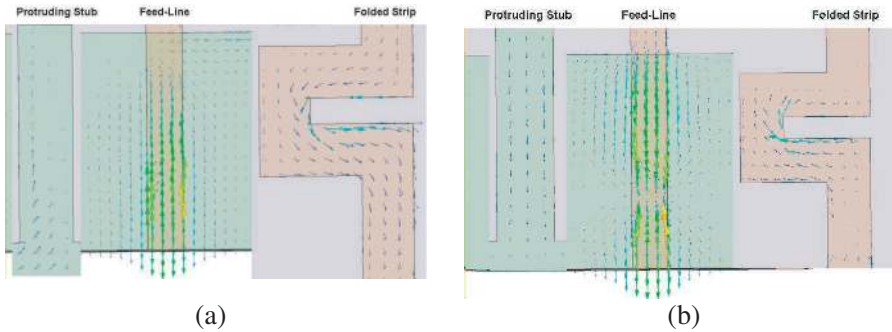 Protruding Stub Feed-Line Folded Strip
Protruding Stub Feed-Line Folded Strip
(a)
(b)